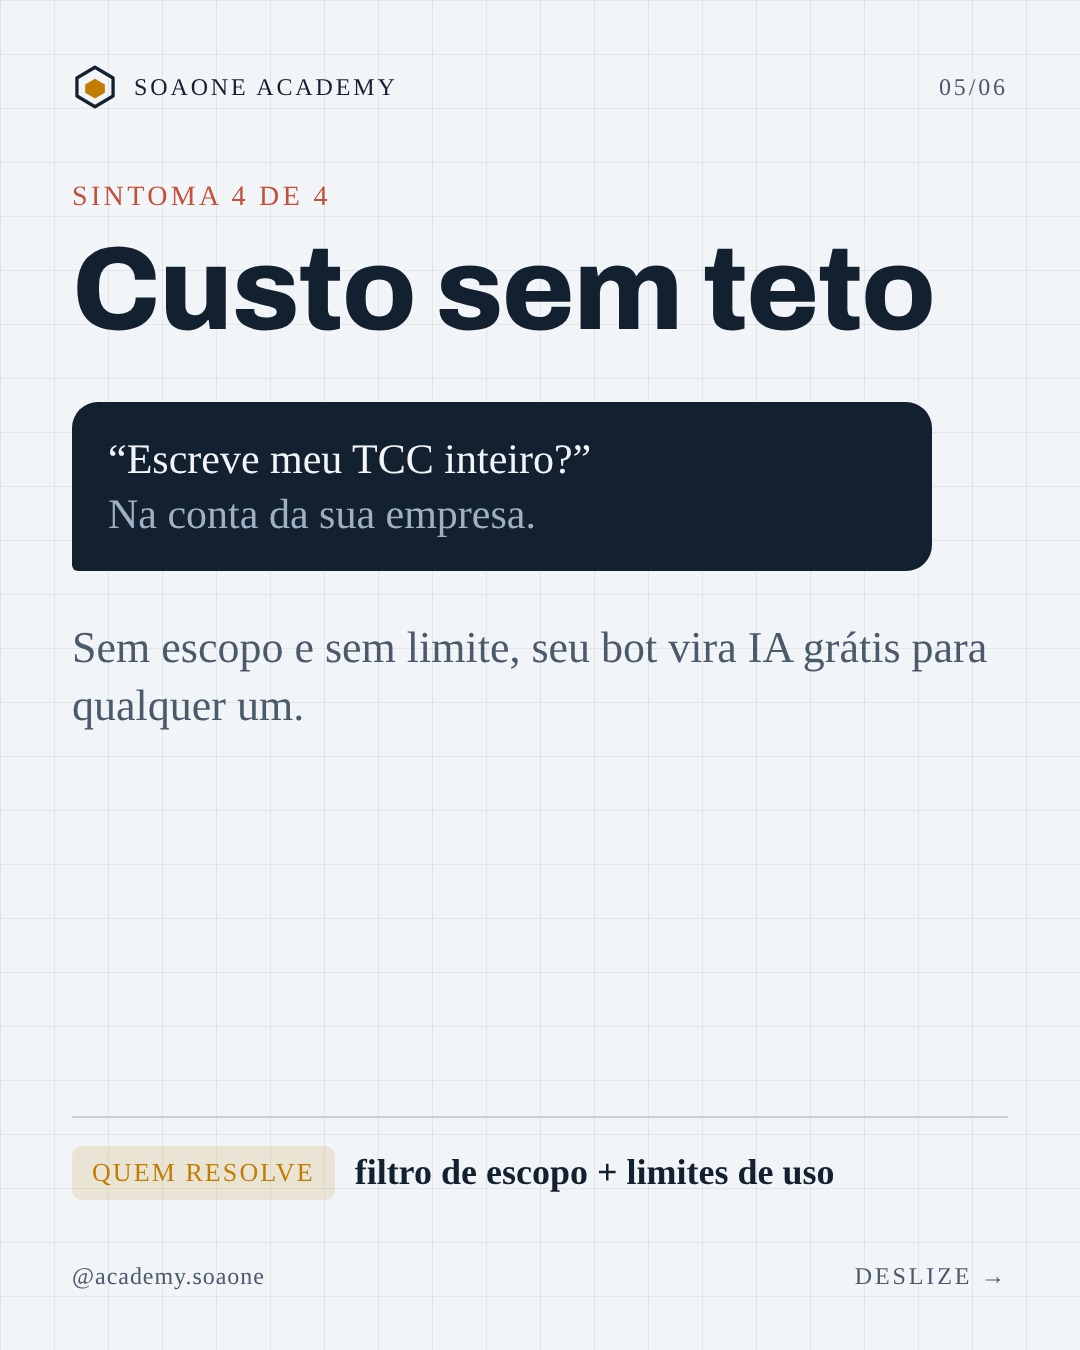 SOAONE ACADEMY
05/06
SINTOMA 4 DE 4
Custo sem teto
“Escreve meu TCC inteiro?”
Na conta da sua empresa.
Sem escopo e sem limite, seu bot vira IA grátis para
qualquer um.
QUEM RESOLVE
filtro de escopo + limites de uso
@academy.soaone
DESLIZE →